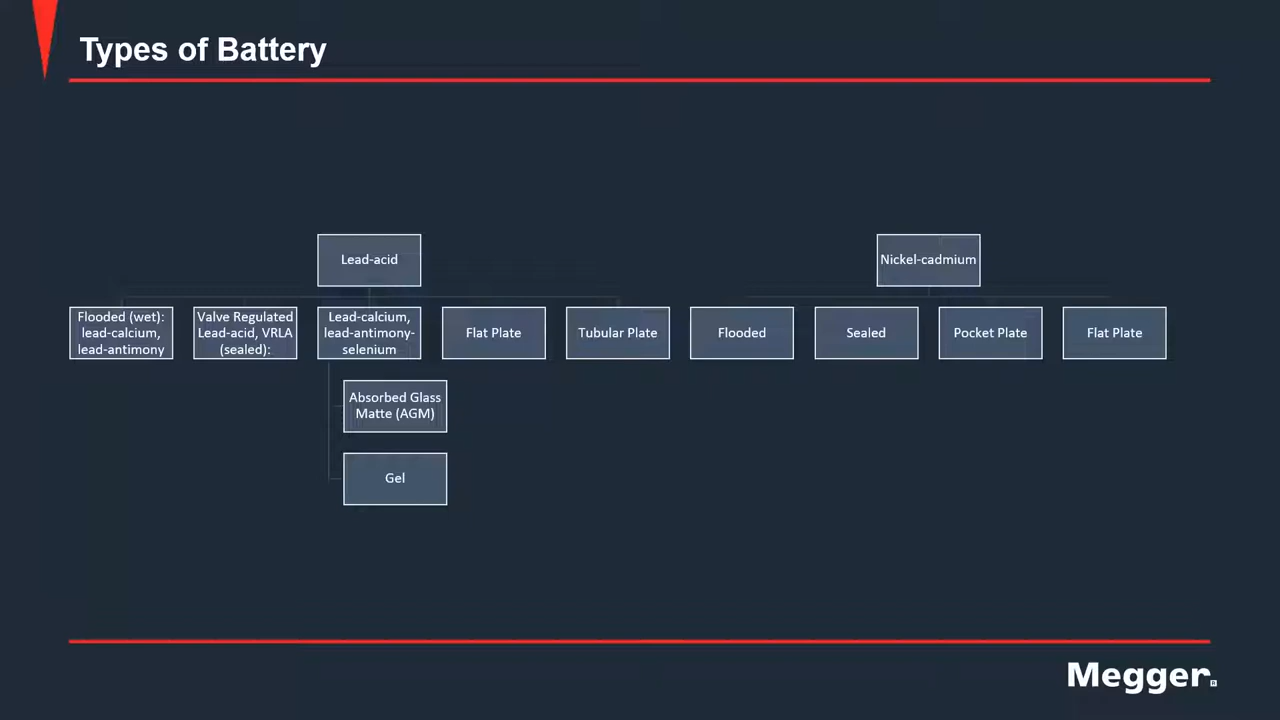 Types of Battery
Lead-acid
Nickel-cadmium
Flooded (wet):
lead-calcium,
lead-antimony
Valve Regulated
Lead-acid, VRLA
(sealed):
Lead-calcium,
lead-antimony-
selenium
Flat Plate
Tubular Plate
Flooded
Sealed
Pocket Plate
Flat Plate
Absorbed Glass
Matte (AGM)
Gel
Megger®